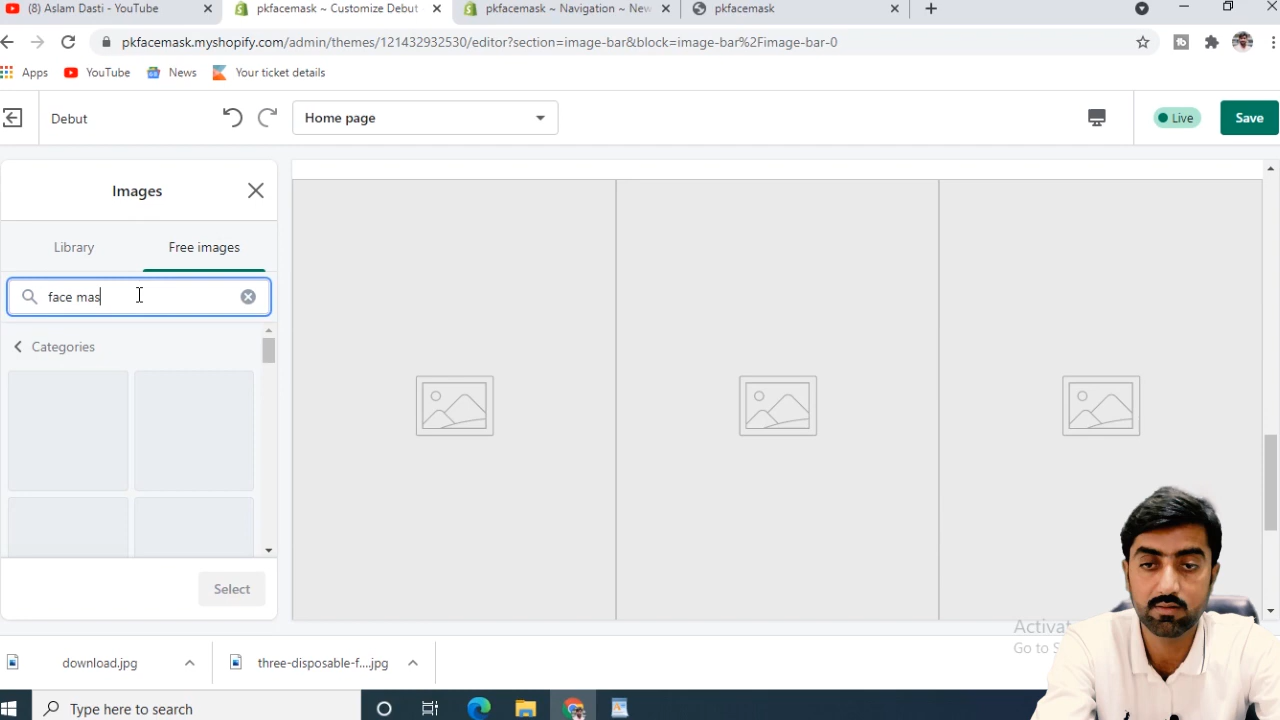 (8) Aslam Dasti - YouTube
pkfacemask ~ Customize Debut
pkfacemask ~ Navigation ~ New
pkfacemask
pkfacemask.myshopify.com/admin/themes/121432932530/editor?section=image-bar&block=image-bar%2Fimage-bar-0
Apps
YouTube
News
Your ticket details
Debut
Home page
Live
Save
Images
Library
Free images
face mas
Categories
Select
Activat
Go to S
download.jpg
three-disposable-f....jpg
Type here to search